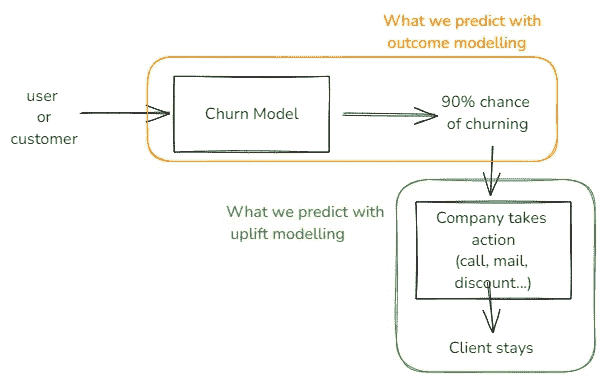 What we predict with
outcome modelling
user
or
customer
Churn Model
90% chance
of churning
What we predict with
uplift modelling
Company takes
action
(call, mail,
discount...)
Client stays